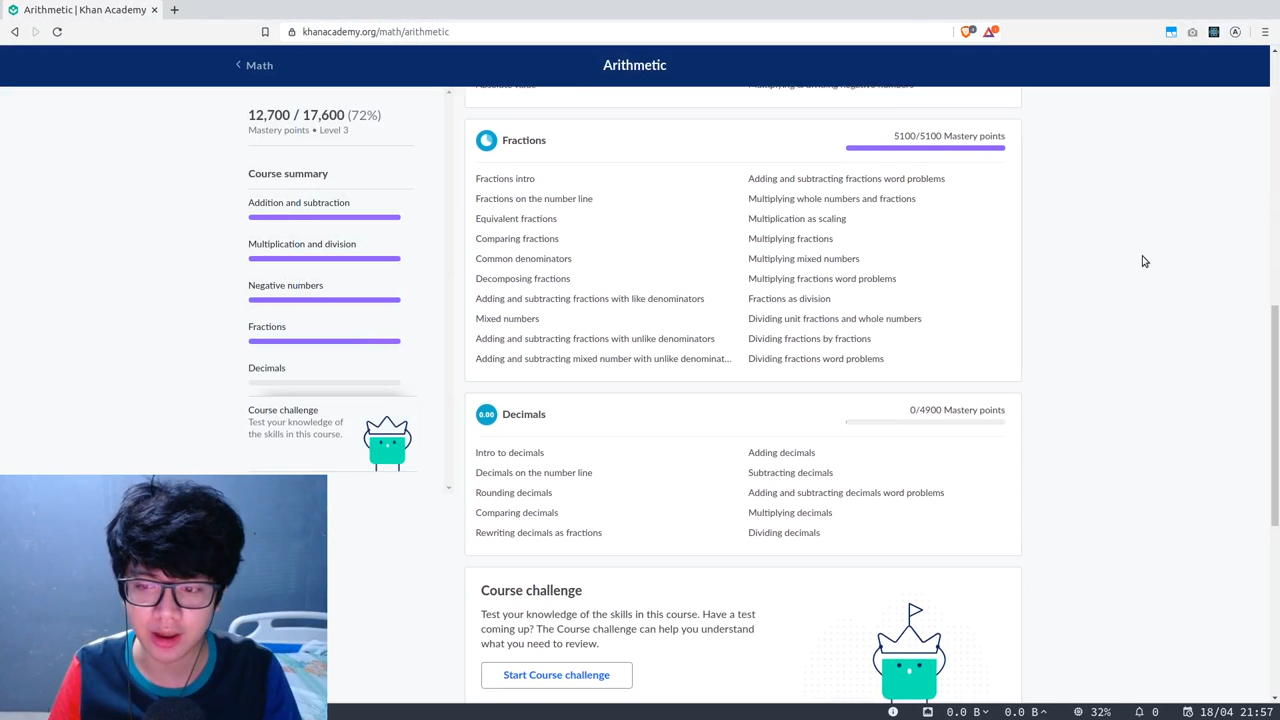 Arithmetic | Khan Academy
khanacademy.org/math/arithmetic
Math
Arithmetic
12,700 / 17,600 (72%)
Mastery points • Level 3
Course summary
Addition and subtraction
Multiplication and division
Negative numbers
Fractions
Decimals
Course challenge
Test your knowledge of
the skills in this course.
Absolute value
Multiplying & dividing negative numbers
Fractions
5100/5100 Mastery points
Fractions intro
Fractions on the number line
Equivalent fractions
Comparing fractions
Common denominators
Decomposing fractions
Adding and subtracting fractions with like denominators
Mixed numbers
Adding and subtracting fractions with unlike denominators
Adding and subtracting mixed number with unlike denominat...
Adding and subtracting fractions word problems
Multiplying whole numbers and fractions
Multiplication as scaling
Multiplying fractions
Multiplying mixed numbers
Multiplying fractions word problems
Fractions as division
Dividing unit fractions and whole numbers
Dividing fractions by fractions
Dividing fractions word problems
0.00
Decimals
0/4900 Mastery points
Intro to decimals
Decimals on the number line
Rounding decimals
Comparing decimals
Rewriting decimals as fractions
Adding decimals
Subtracting decimals
Adding and subtracting decimals word problems
Multiplying decimals
Dividing decimals
Course challenge
Test your knowledge of the skills in this course. Have a test
coming up? The Course challenge can help you understand
what you need to review.
Start Course challenge
0.0 B
0.0 B
32%
0
18/04 21:57